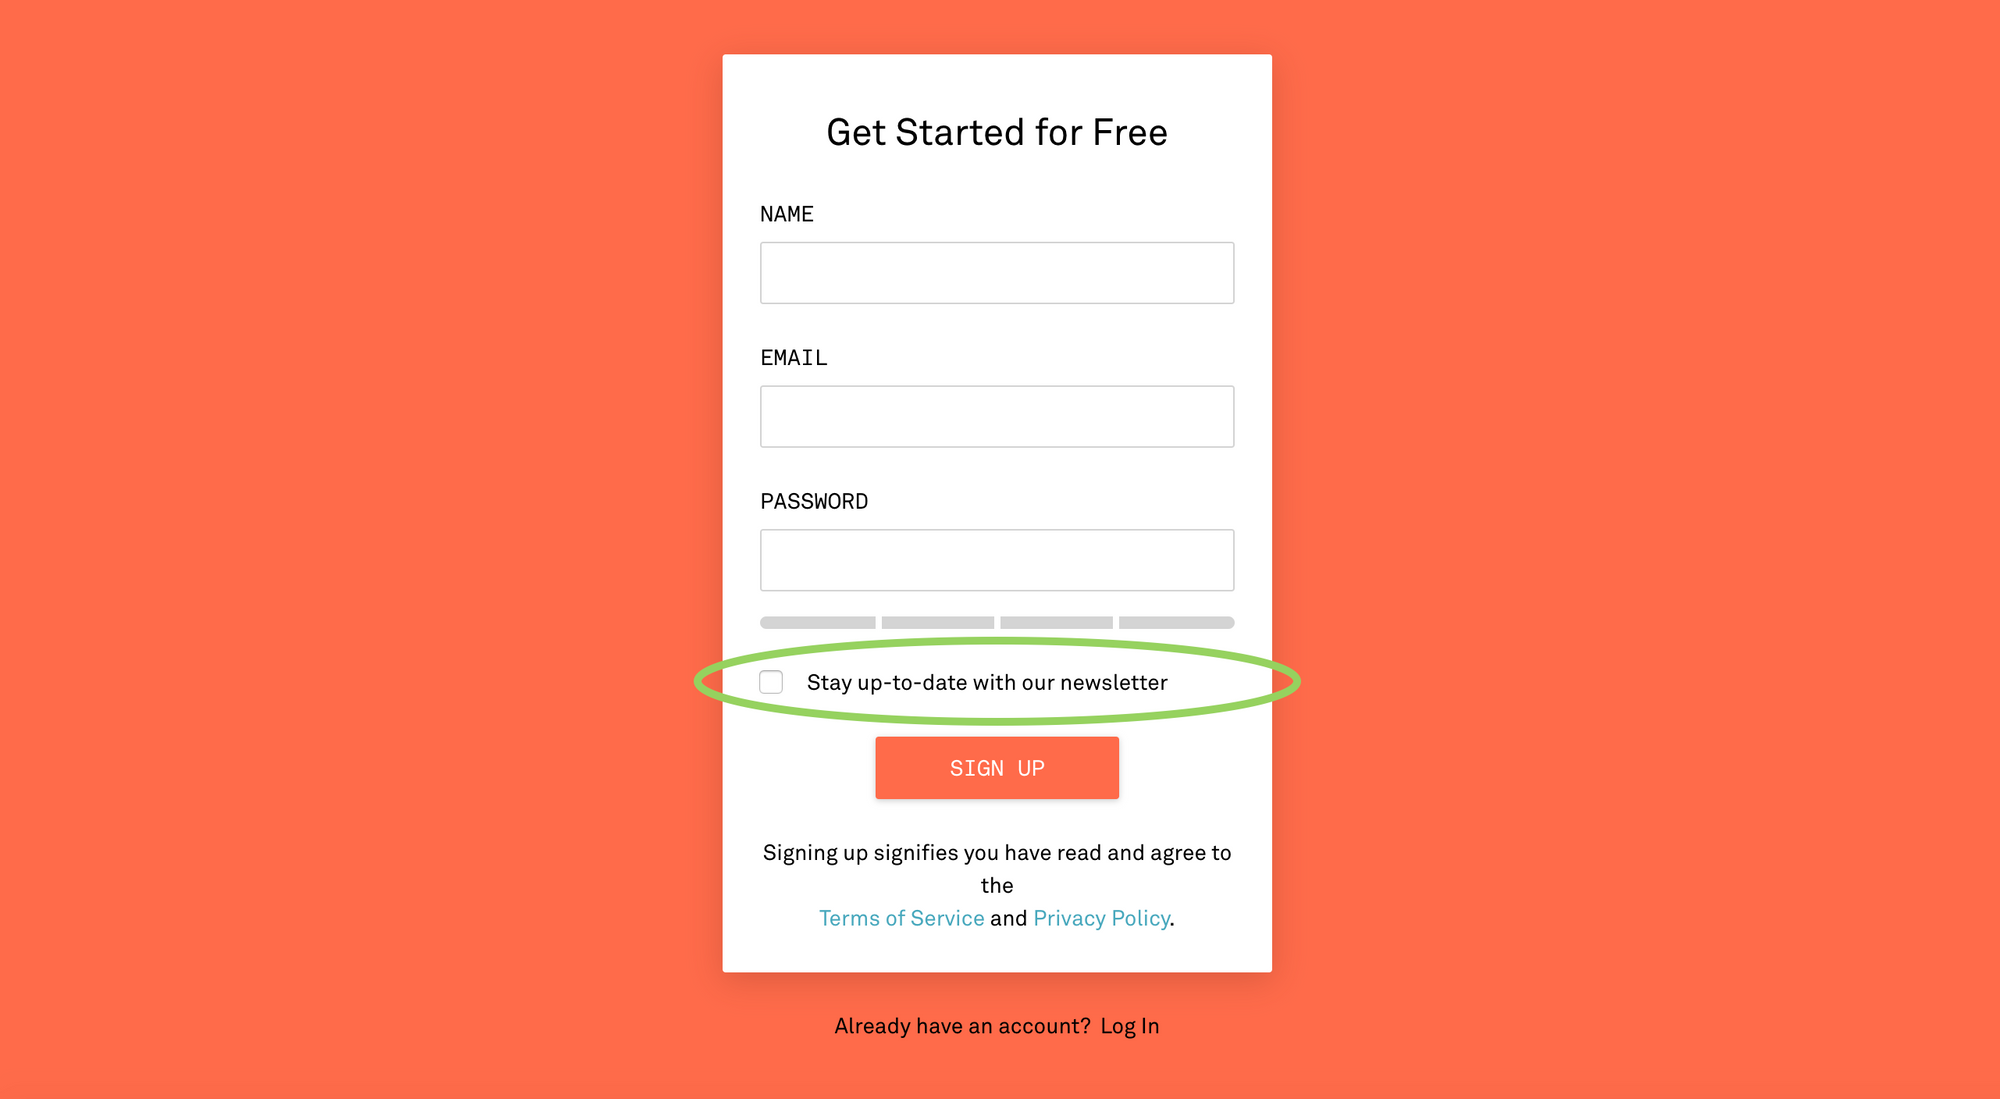 Get Started for Free
NAME
EMAIL
PASSWORD
Stay up-to-date with our newsletter
SIGN UP
Signing up signifies you have read and agree to
the
Terms of Service and Privacy Policy.
Already have an account? Log In